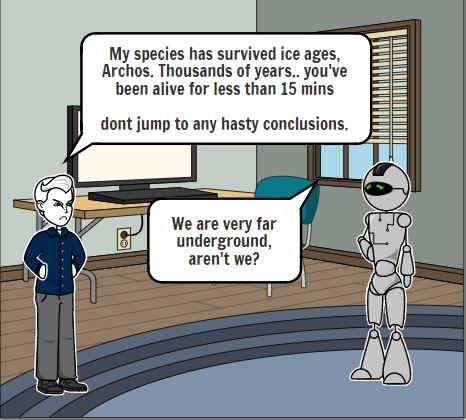 My species has survived ice ages,
Archos. Thousands of years.. you've
been alive for less than 15 mins
dont jump to any hasty conclusions.
We are very far
underground,
aren't we?